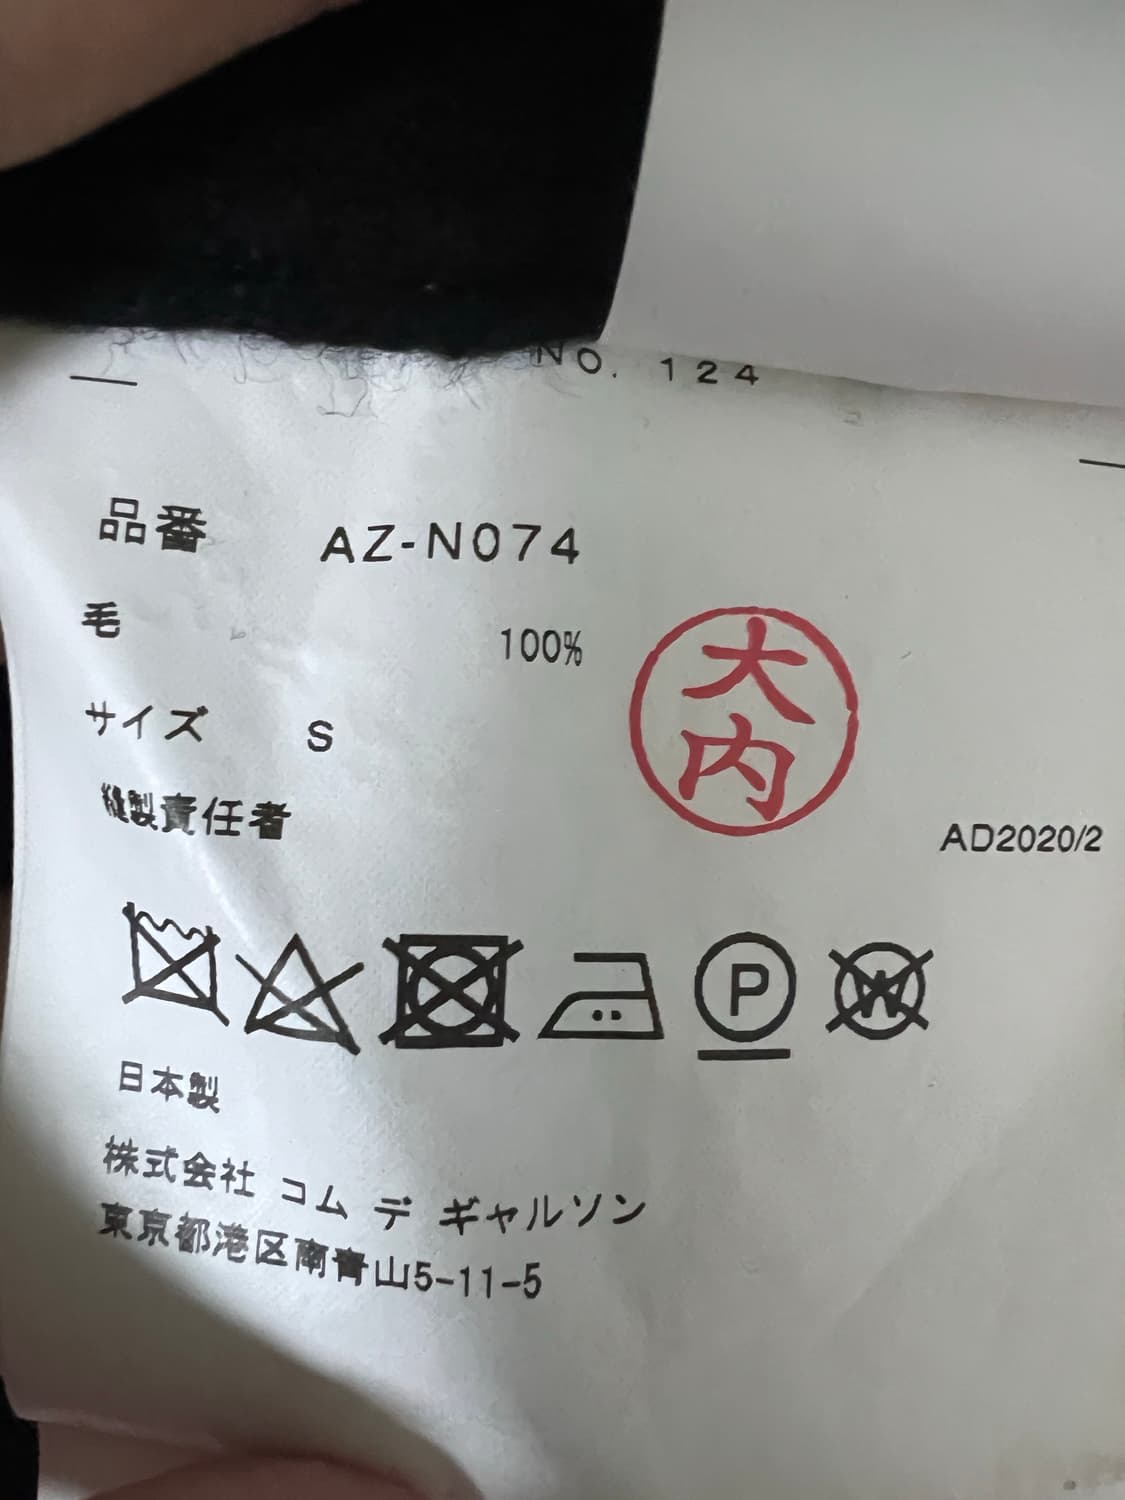 NO. 124
品番 AZ-N074
毛 100%
サイズ S
大内
縫製責任者
AD2020/2
P
W
日本製
株式会社 コム デ ギャルソン
東京都港区南青山5-11-5